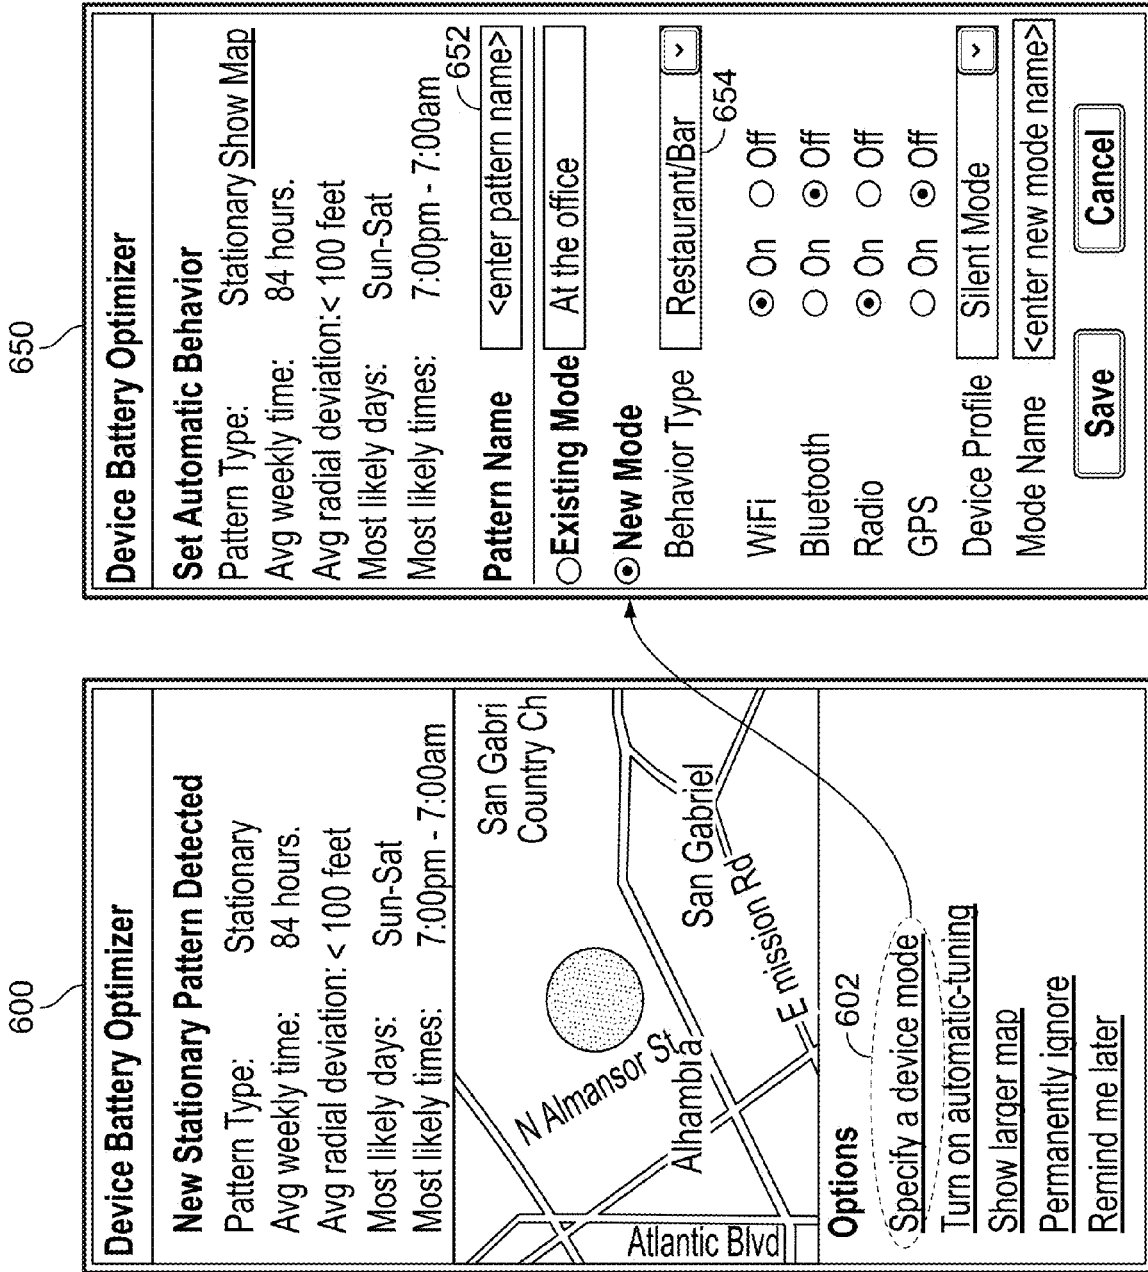 600
Device Battery Optimizer
New Stationary Pattern Detected
Pattern Type: Stationary
Avg weekly time: 84 hours.
Avg radial deviation: < 100 feet
Most likely days: Sun-Sat
Most likely times: 7:00pm - 7:00am
San Gabri
Country Ch
N Almansor St
San Gabriel
Alhambra
E mission Rd
Atlantic Blvd
Options
602
Specify a device mode
Turn on automatic-tuning
Show larger map
Permanently ignore
Remind me later
650
Device Battery Optimizer
Set Automatic Behavior
Pattern Type: Stationary Show Map
Avg weekly time: 84 hours.
Avg radial deviation: < 100 feet
Most likely days: Sun-Sat
Most likely times: 7:00pm - 7:00am
652
Pattern Name <enter pattern name>
Existing Mode At the office
New Mode
Behavior Type Restaurant/Bar
654
WiFi On Off
Bluetooth On Off
Radio On Off
GPS On Off
Device Profile Silent Mode
Mode Name <enter new mode name>
Save Cancel